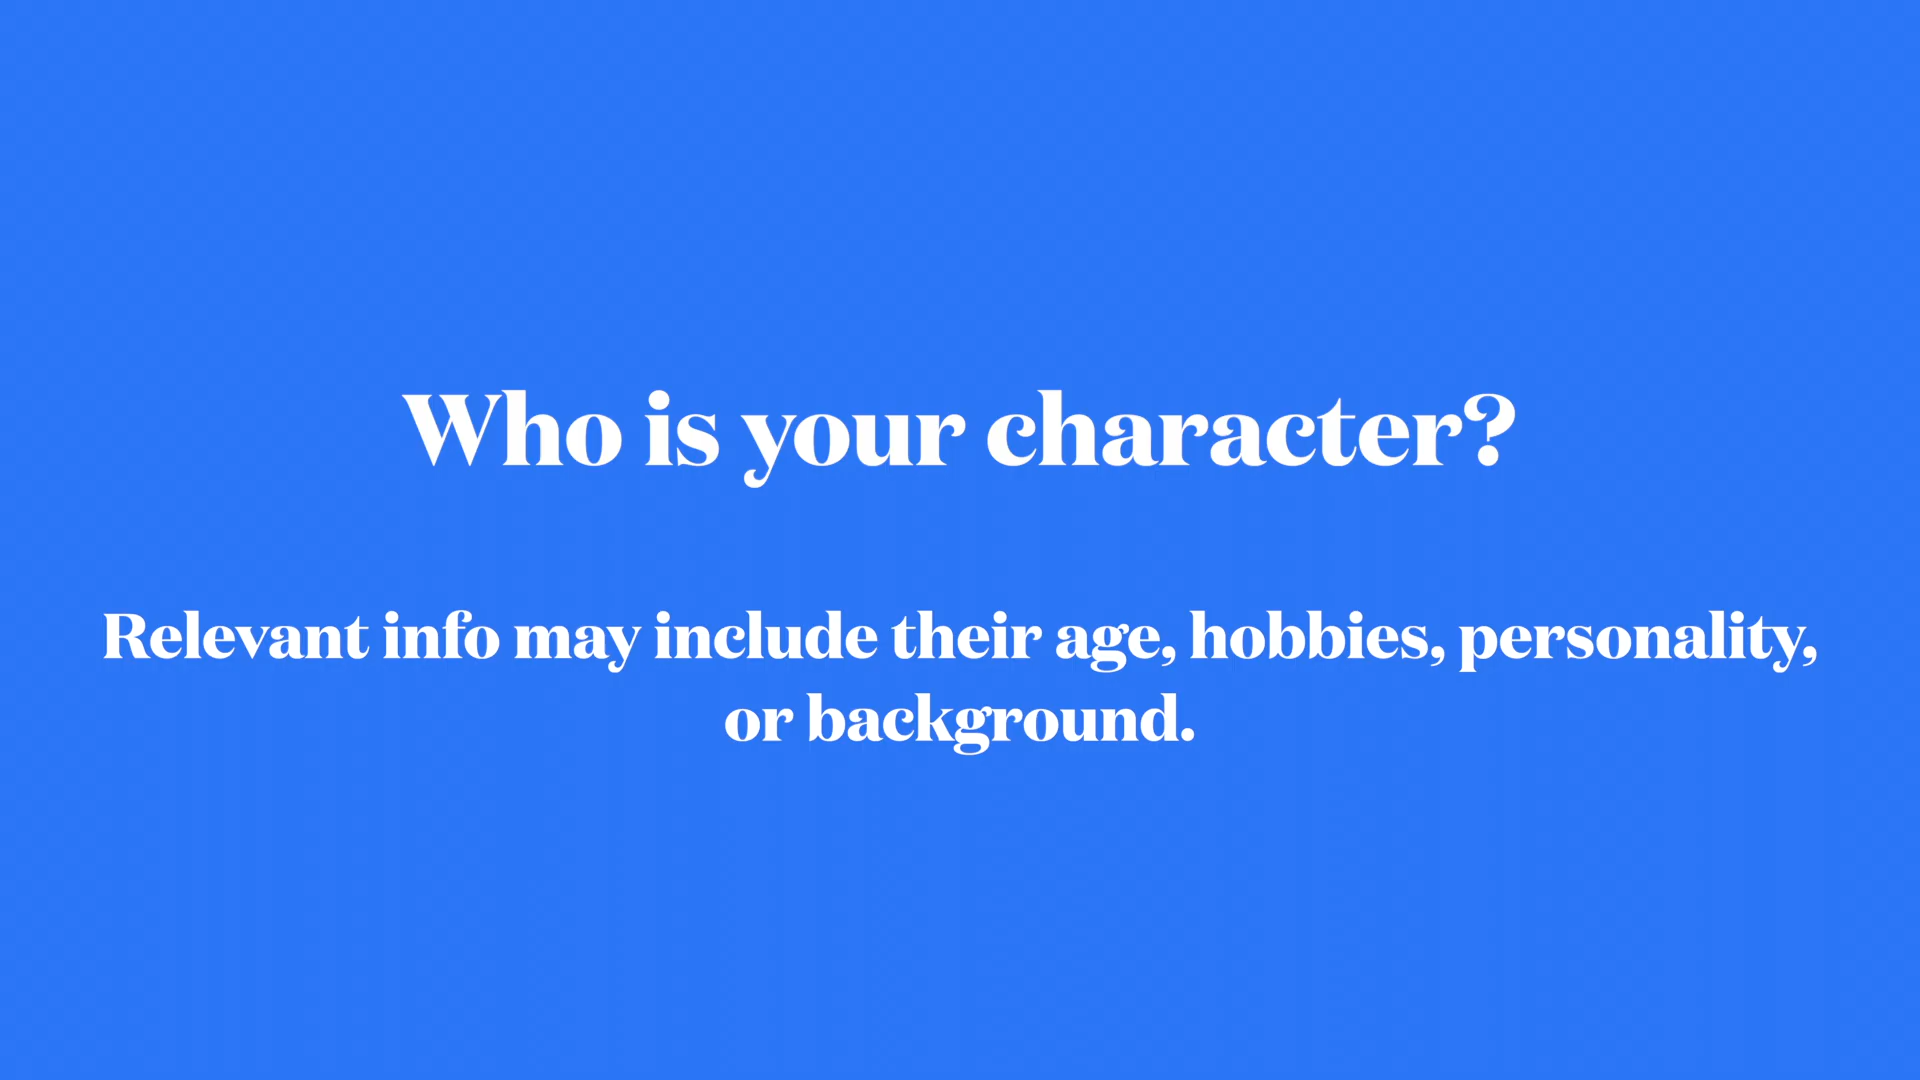 Who is your character?
Relevant info may include their age, hobbies, personality,
or background.